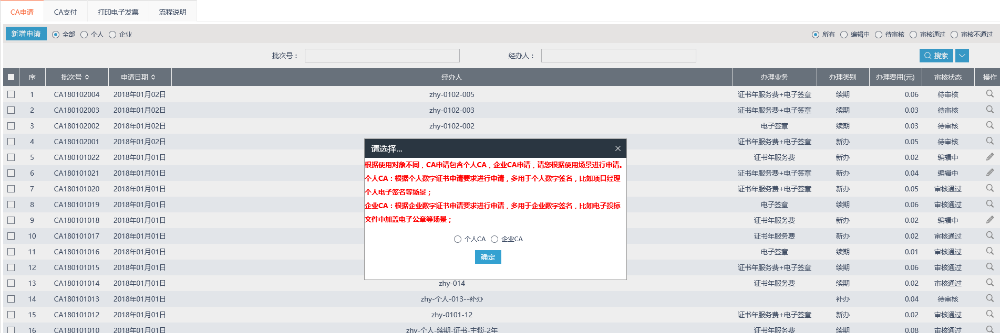 CA申请 CA支付 打印电子发票 流程说明
新增申请 全部 个人 企业 所有 编辑中 待审核 审核通过 审核不通过
批次号： 经办人： 搜索
序 批次号 申请日期 经办人 办理业务 办理类别 办理费用(元) 审核状态 操作
1 CA180102004 2018年01月02日 zhy-0102-005 证书年服务费+电子签章 续期 0.06 待审核
2 CA180102003 2018年01月02日 zhy-0102-003 证书年服务费+电子签章 续期 0.03 待审核
3 CA180102002 2018年01月02日 zhy-0102-002 电子签章 续期 0.03 待审核
4 CA180102001 2018年01月02日 证书年服务费+电子签章 新办 0.05 待审核
5 CA180101022 2018年01月01日 证书年服务费 新办 0.02 编辑中
6 CA180101021 2018年01月01日 证书年服务费+电子签章 新办 0.04 编辑中
7 CA180101020 2018年01月01日 证书年服务费+电子签章 新办 0.05 审核通过
8 CA180101019 2018年01月01日 电子签章 续期 0.06 审核通过
9 CA180101018 2018年01月01日 证书年服务费 新办 0.02 编辑中
10 CA180101017 2018年01月01日 证书年服务费 新办 0.02 审核通过
11 CA180101016 2018年01月01日 电子签章 续期 0.01 审核通过
12 CA180101015 2018年01月01日 证书年服务费+电子签章 续期 0.06 审核通过
13 CA180101014 2018年01月01日 zhy-014 证书年服务费 续期 0.02 审核通过
14 CA180101013 2018年01月01日 zhy-个人-013--补办 补办 0.04 待审核
15 CA180101012 2018年01月01日 zhy-0101-12 证书年服务费+电子签章 新办 0.02 审核通过
16 CA180101010 2018年01月01日 zhy-个人-续期-证书-主锁-2年 证书年服务费 续期 0.08 审核通过
请选择...
根据使用对象不同，CA申请包含个人CA，企业CA申请，请您根据使用场景进行申请。
个人CA：根据个人数字证书申请要求进行申请，多用于个人数字签名，比如项目经理
个人电子签名等场景；
企业CA：根据企业数字证书申请要求进行申请，多用于企业数字签名，比如电子投标
文件中加盖电子公章等场景；
个人CA 企业CA
确定